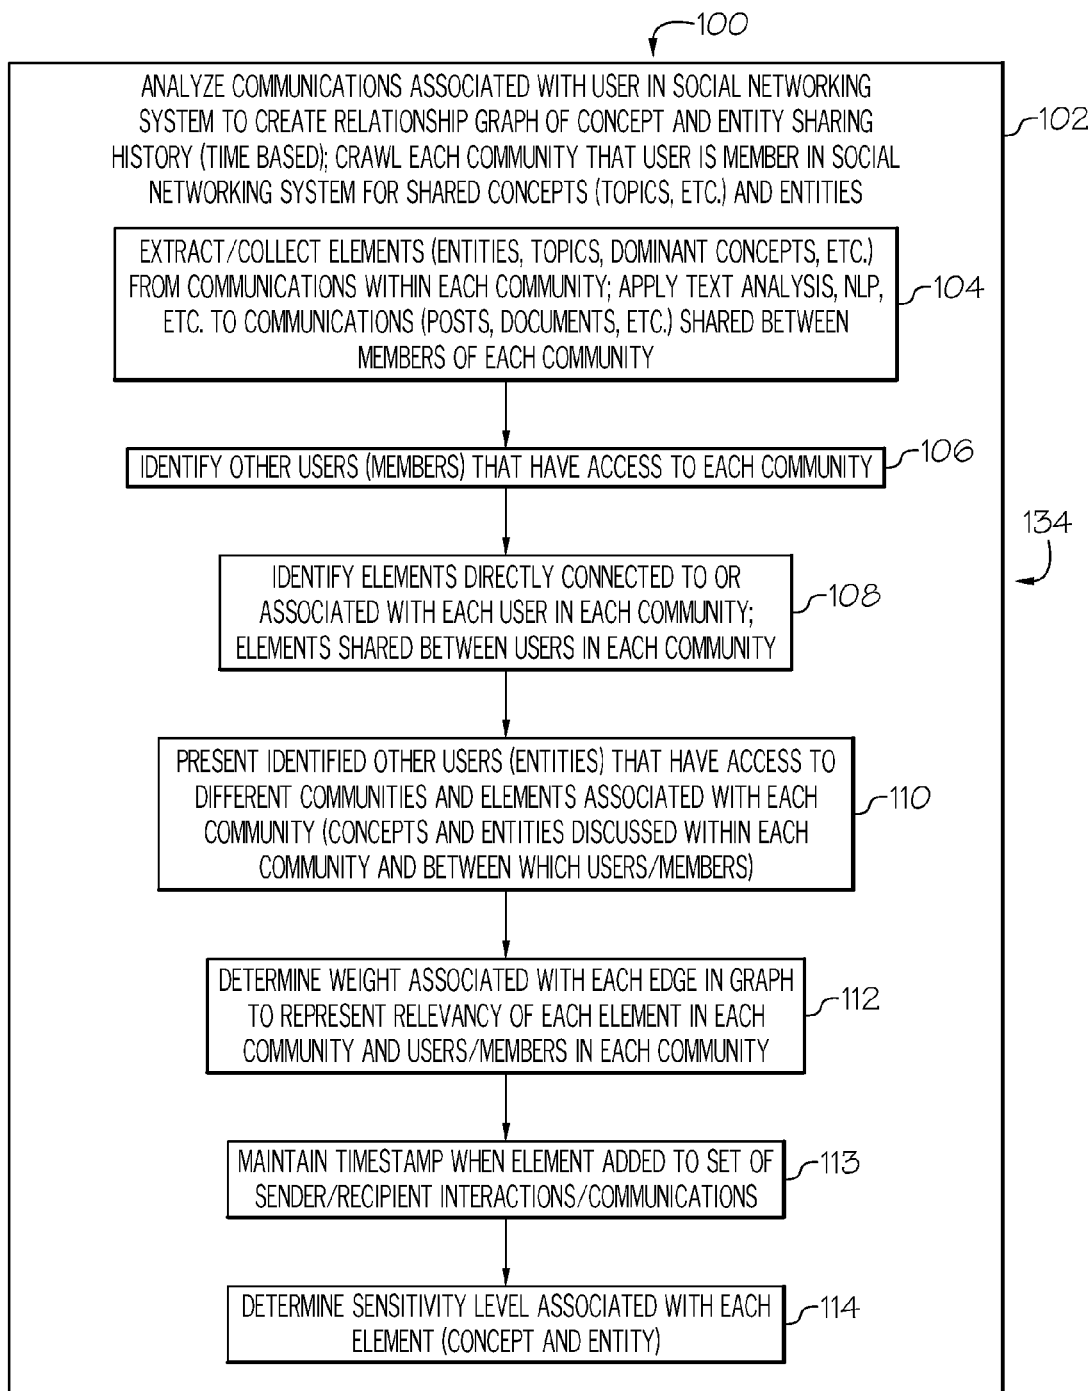 100
ANALYZE COMMUNICATIONS ASSOCIATED WITH USER IN SOCIAL NETWORKING
SYSTEM TO CREATE RELATIONSHIP GRAPH OF CONCEPT AND ENTITY SHARING
HISTORY (TIME BASED); CRAWL EACH COMMUNITY THAT USER IS MEMBER IN SOCIAL
NETWORKING SYSTEM FOR SHARED CONCEPTS (TOPICS, ETC.) AND ENTITIES
102
EXTRACT/COLLECT ELEMENTS (ENTITIES, TOPICS, DOMINANT CONCEPTS, ETC.)
FROM COMMUNICATIONS WITHIN EACH COMMUNITY; APPLY TEXT ANALYSIS, NLP,
ETC. TO COMMUNICATIONS (POSTS, DOCUMENTS, ETC.) SHARED BETWEEN
MEMBERS OF EACH COMMUNITY
104
IDENTIFY OTHER USERS (MEMBERS) THAT HAVE ACCESS TO EACH COMMUNITY
106
134
IDENTIFY ELEMENTS DIRECTLY CONNECTED TO OR
ASSOCIATED WITH EACH USER IN EACH COMMUNITY;
ELEMENTS SHARED BETWEEN USERS IN EACH COMMUNITY
108
PRESENT IDENTIFIED OTHER USERS (ENTITIES) THAT HAVE ACCESS TO
DIFFERENT COMMUNITIES AND ELEMENTS ASSOCIATED WITH EACH
COMMUNITY (CONCEPTS AND ENTITIES DISCUSSED WITHIN EACH
COMMUNITY AND BETWEEN WHICH USERS/MEMBERS)
110
DETERMINE WEIGHT ASSOCIATED WITH EACH EDGE IN GRAPH
TO REPRESENT RELEVANCY OF EACH ELEMENT IN EACH
COMMUNITY AND USERS/MEMBERS IN EACH COMMUNITY
112
MAINTAIN TIMESTAMP WHEN ELEMENT ADDED TO SET OF
SENDER/RECIPIENT INTERACTIONS/COMMUNICATIONS
113
DETERMINE SENSITIVITY LEVEL ASSOCIATED WITH EACH
ELEMENT (CONCEPT AND ENTITY)
114